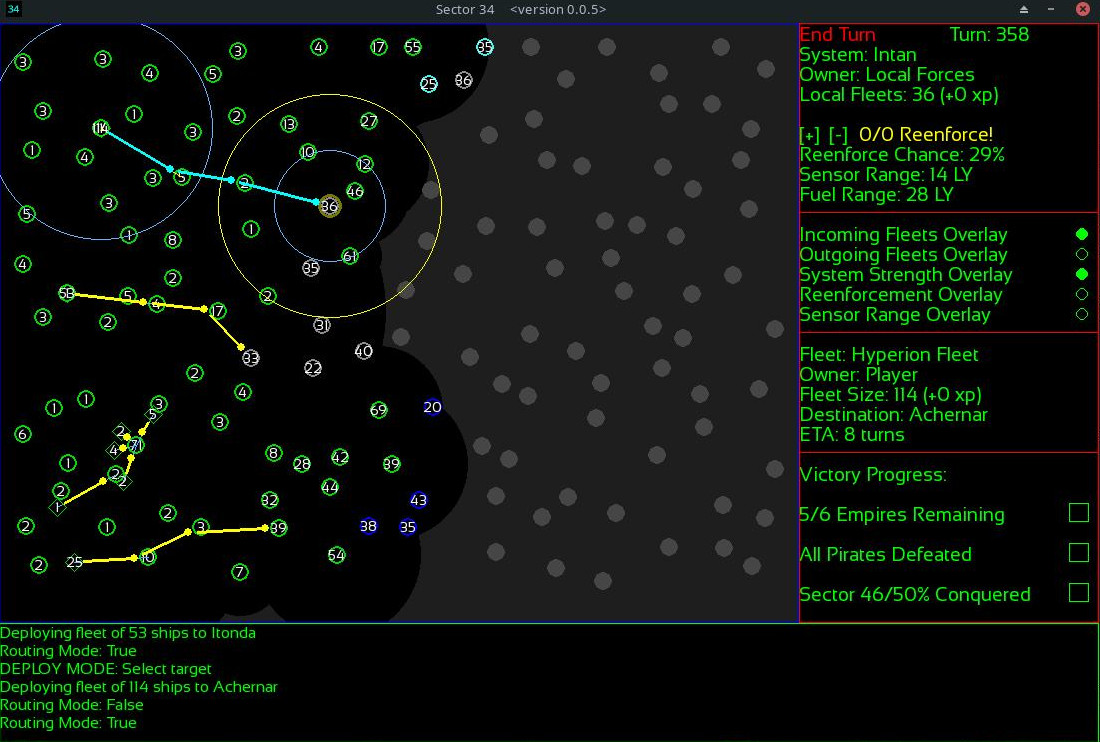 34
Sector 34 <version 0.0.5>
3 3 4 3 5 4 17 55 35
25 36
3 1 2 13 27
114 3
1 4 10 12
3 5 2 46
3 36
5 1
1 8 61
4 35
2
53 5 4 17 2
3 2 31
33 40
22
2
1 4 69 20
1 3 5 3
6 2
4 71 8 42
1 28 39
2 2 44
2
1 32 43
2 1 2 3 39 38 35
25 10 54
2 7
End Turn Turn: 358
System: Intan
Owner: Local Forces
Local Fleets: 36 (+0 xp)
[+] [-] 0/0 Reenforce!
Reenforce Chance: 29%
Sensor Range: 14 LY
Fuel Range: 28 LY
Incoming Fleets Overlay
Outgoing Fleets Overlay
System Strength Overlay
Reenforcement Overlay
Sensor Range Overlay
Fleet: Hyperion Fleet
Owner: Player
Fleet Size: 114 (+0 xp)
Destination: Achernar
ETA: 8 turns
Victory Progress:
5/6 Empires Remaining
All Pirates Defeated
Sector 46/50% Conquered
Deploying fleet of 53 ships to Itonda
Routing Mode: True
DEPLOY MODE: Select target
Deploying fleet of 114 ships to Achernar
Routing Mode: False
Routing Mode: True